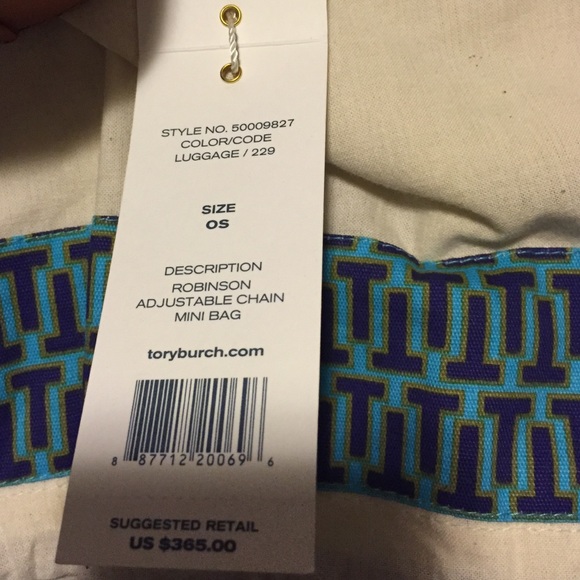 STYLE NO. 50009827
COLOR/CODE
LUGGAGE / 229
SIZE
OS
DESCRIPTION
ROBINSON
ADJUSTABLE CHAIN
MINI BAG
toryburch.com
8 87712 20069 6
SUGGESTED RETAIL
US $365.00